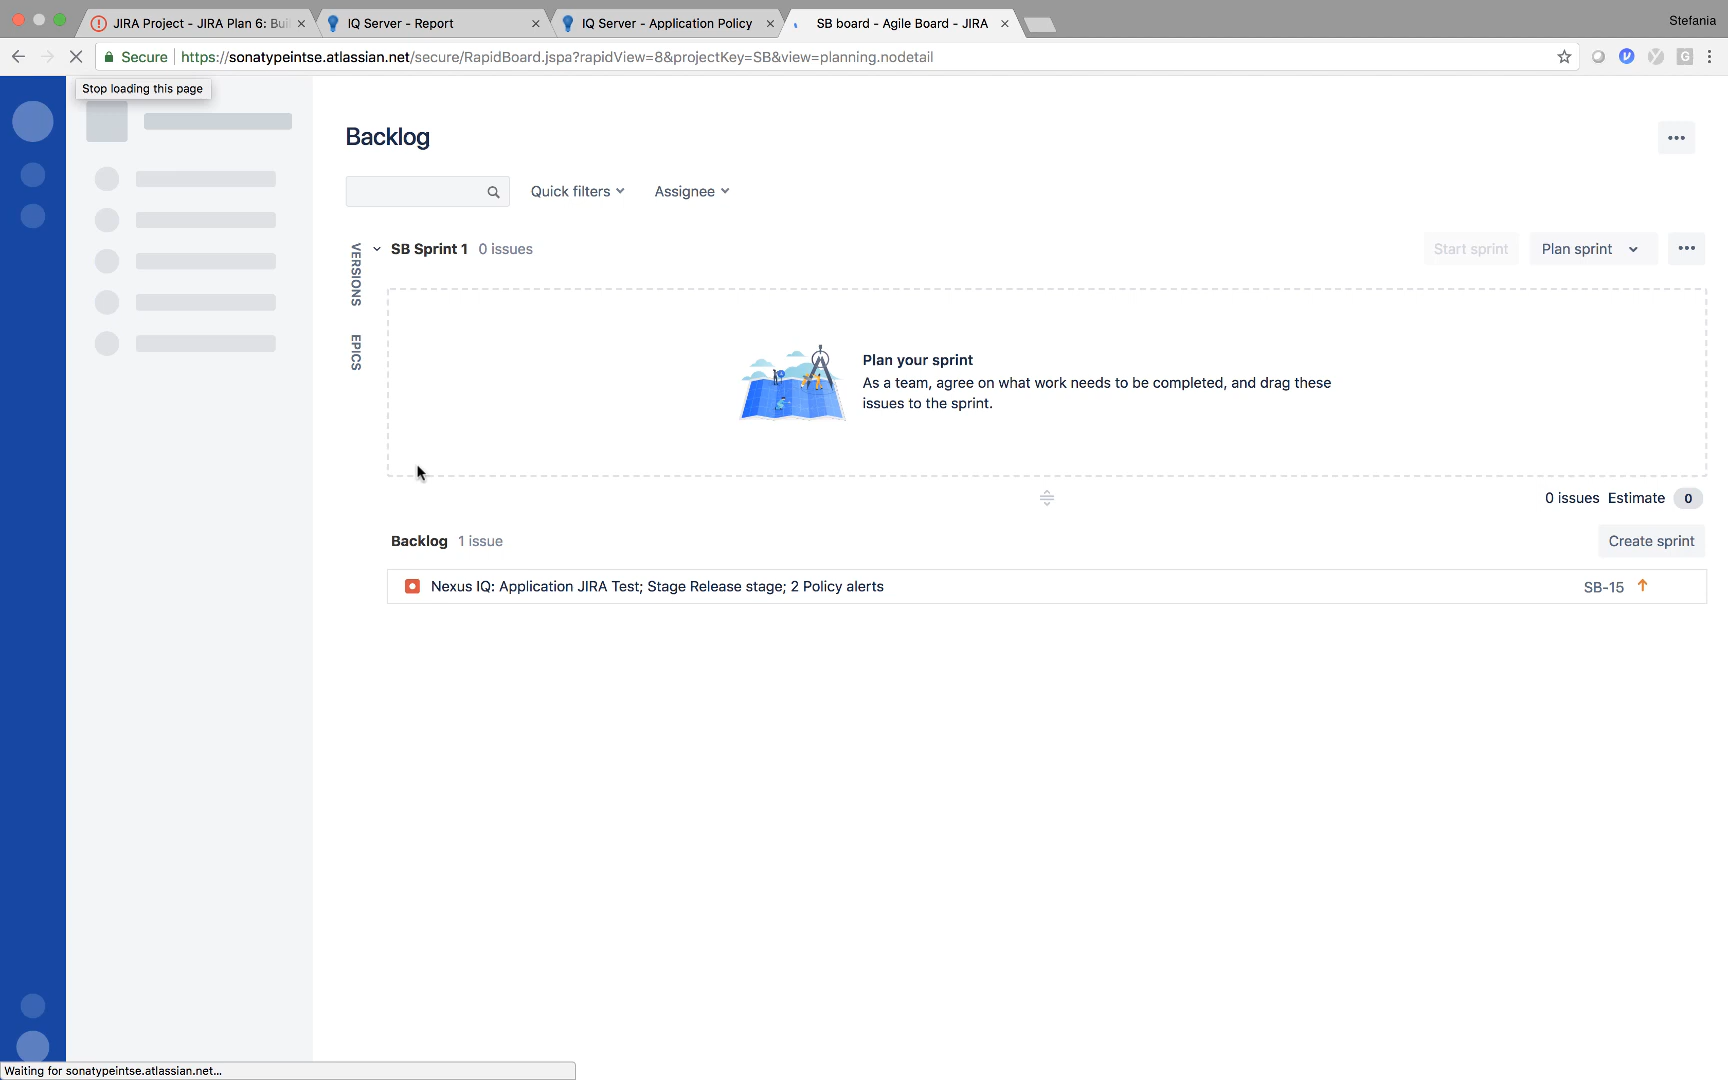 JIRA Project - JIRA Plan 6: Bui
IQ Server - Report
IQ Server - Application Policy
SB board - Agile Board - JIRA
Stefania
Secure
https://sonatypeintse.atlassian.net/secure/RapidBoard.jspa?rapidView=8&projectKey=SB&view=planning.nodetail
Stop loading this page
Backlog
Quick filters
Assignee
VERSIONS
EPICS
SB Sprint 1 0 issues
Start sprint
Plan sprint
Plan your sprint
As a team, agree on what work needs to be completed, and drag these
issues to the sprint.
0 issues Estimate 0
Backlog 1 issue
Create sprint
Nexus IQ: Application JIRA Test; Stage Release stage; 2 Policy alerts
SB-15
Waiting for sonatypeintse.atlassian.net...